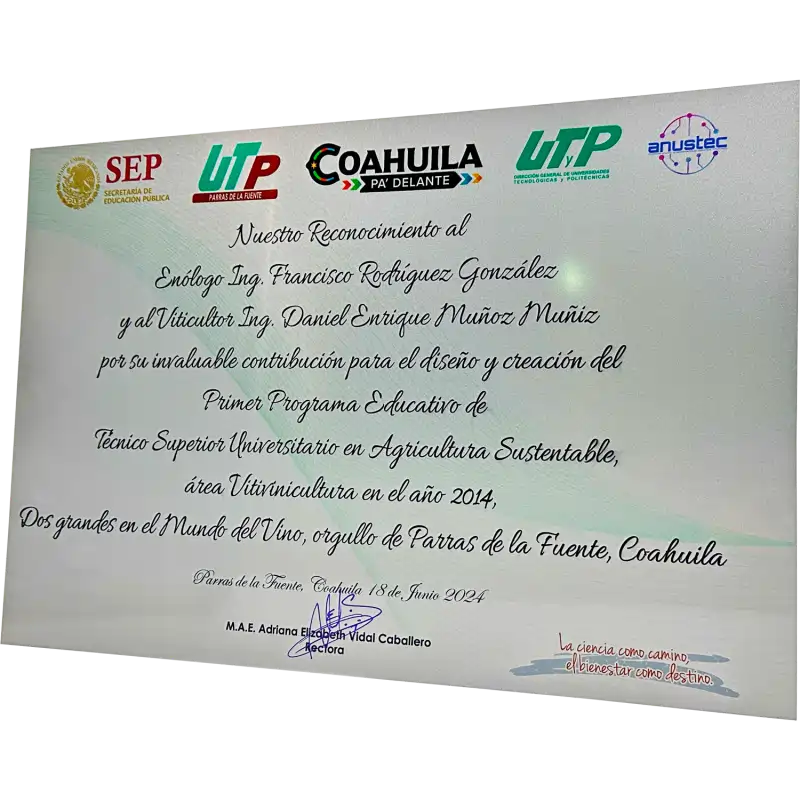 SEP
SECRETARÍA DE
EDUCACIÓN PÚBLICA
UTP
PARRAS DE LA FUENTE
COAHUILA
PA' DELANTE
UTyP
DIRECCIÓN GENERAL DE UNIVERSIDADES
TECNOLÓGICAS y POLITÉCNICAS
anustec
Nuestro Reconocimiento al
Enólogo Ing. Francisco Rodríguez González
y al Viticultor Ing. Daniel Enrique Muñoz Muñiz
por su invaluable contribución para el diseño y creación del
Primer Programa Educativo de
Técnico Superior Universitario en Agricultura Sustentable,
área Vitivinicultura en el año 2014,
Dos grandes en el Mundo del Vino, orgullo de Parras de la Fuente, Coahuila
Parras de la Fuente, Coahuila 18 de Junio 2024
M.A.E. Adriana Elizabeth Vidal Caballero
Rectora
La ciencia como camino,
el bienestar como destino.